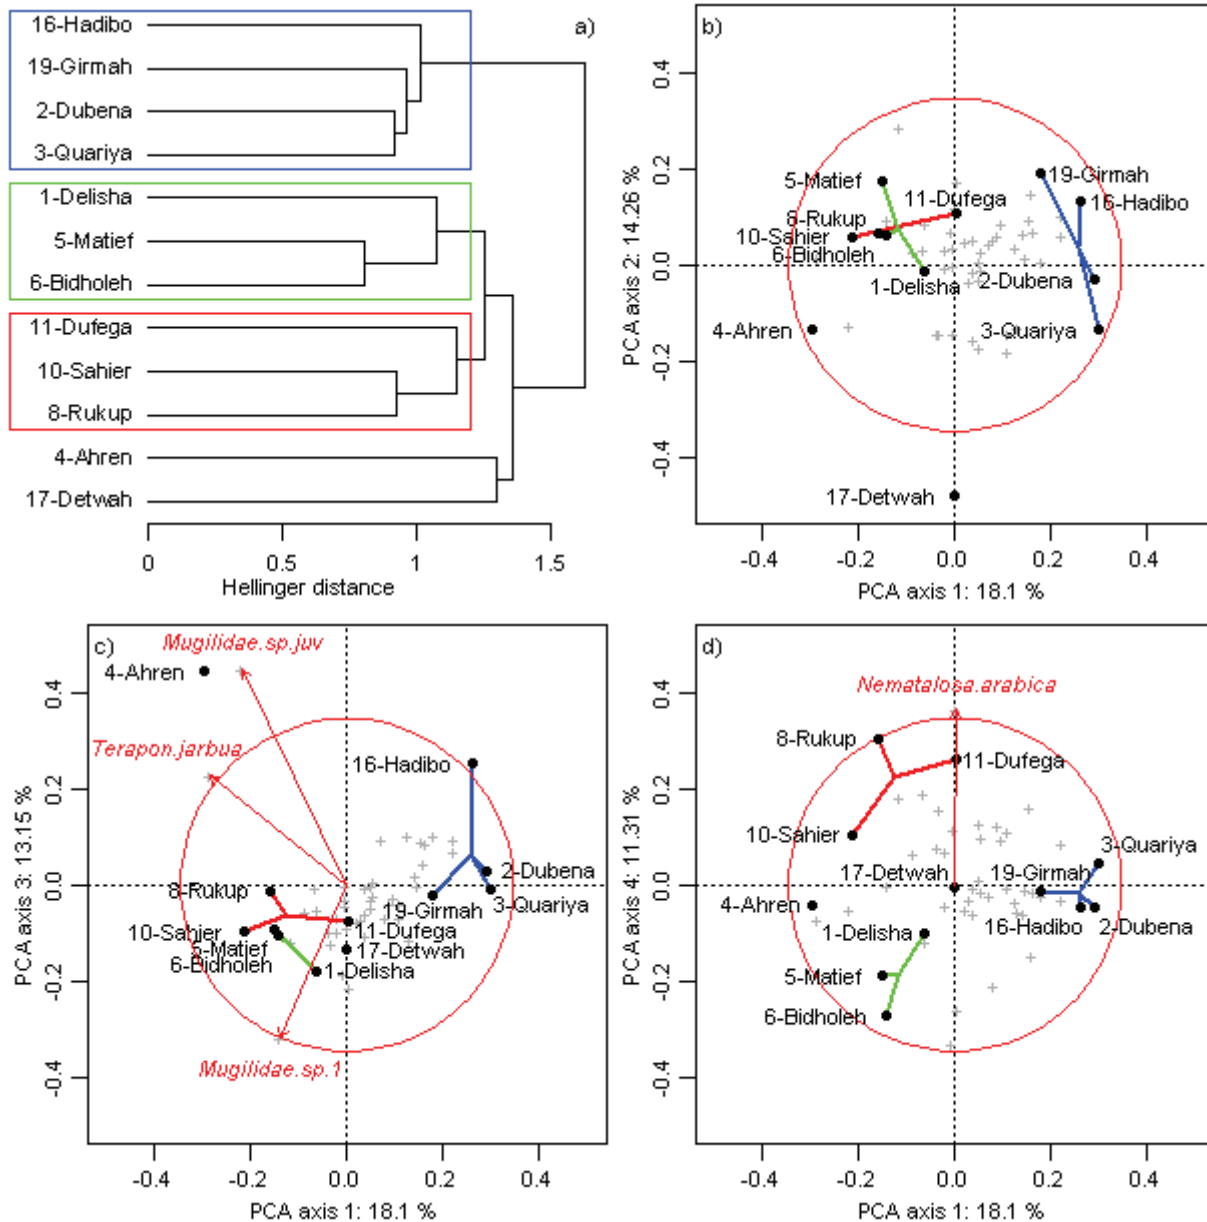 a)
16-Hadibo
19-Girmah
2-Dubena
3-Quariya
1-Delisha
5-Matief
6-Bidholeh
11-Dufega
10-Sahier
8-Rukup
4-Ahren
17-Detwah
0 0.5 1 1.5
Hellinger distance
b)
PCA axis 2: 14.26 %
0.4
0.2
0.0
-0.2
-0.4
5-Matief
11-Dufega
8-Rukup
10-Sahier
6-Bidholeh
1-Delisha
19-Girmah
16-Hadibo
2-Dubena
3-Quariya
4-Ahren
17-Detwah
-0.4 -0.2 0.0 0.2 0.4
PCA axis 1: 18.1 %
c)
PCA axis 3: 13.15 %
0.4
0.2
0.0
-0.2
-0.4
Mugilidae.sp.juv
4-Ahren
Terapon.jarbua
16-Hadibo
2-Dubena
8-Rukup
3-Quariya
19-Girmah
10-Sahier
11-Dufega
5-Matief
17-Detwah
6-Bidholeh
1-Delisha
Mugilidae.sp.1
-0.4 -0.2 0.0 0.2 0.4
PCA axis 1: 18.1 %
d)
PCA axis 4: 11.31 %
0.4
0.2
0.0
-0.2
-0.4
Nematalosa.arabica
8-Rukup
11-Dufega
10-Sahier
3-Quariya
17-Detwah
19-Girmah
4-Ahren
16-Hadibo
2-Dubena
1-Delisha
5-Matief
6-Bidholeh
-0.4 -0.2 0.0 0.2 0.4
PCA axis 1: 18.1 %